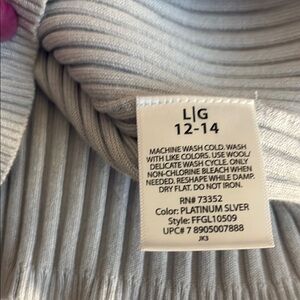 L|G
12-14
MACHINE WASH COLD. WASH
WITH LIKE COLORS. USE WOOL/
DELICATE WASH CYCLE. ONLY
NON-CHLORINE BLEACH WHEN
NEEDED. RESHAPE WHILE DAMP.
DRY FLAT. DO NOT IRON.
RN# 73352
Color: PLATINUM SLVER
Style: FFGL10509
UPC# 7 8905007888
JK3